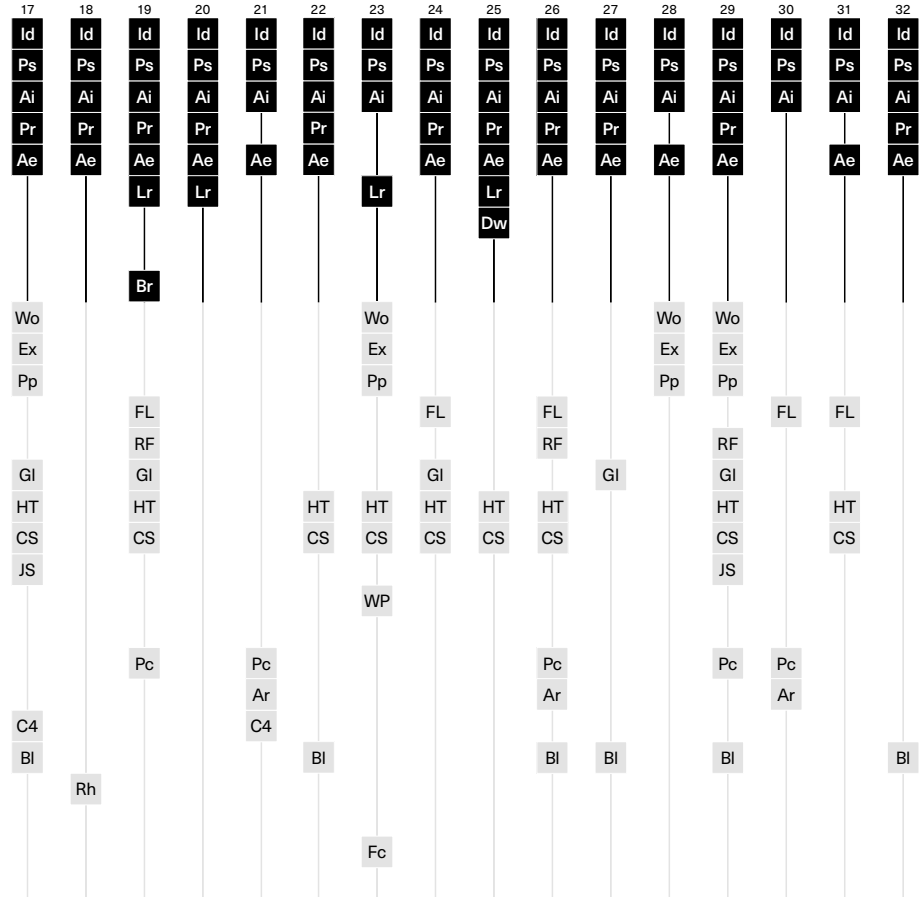 17 18 19 20 21 22 23 24 25 26 27 28 29 30 31 32
Id Id Id Id Id Id Id Id Id Id Id Id Id Id Id Id
Ps Ps Ps Ps Ps Ps Ps Ps Ps Ps Ps Ps Ps Ps Ps Ps
Ai Ai Ai Ai Ai Ai Ai Ai Ai Ai Ai Ai Ai Ai Ai Ai
Pr Pr Pr Pr Pr Pr Pr Pr Pr Pr Pr
Ae Ae Ae Ae Ae Ae Ae Ae Ae Ae Ae Ae Ae Ae
Lr Lr Lr Lr
Dw
Br
Wo Wo Wo Wo
Ex Ex Ex Ex
Pp Pp Pp Pp
FL FL FL FL FL
RF RF RF
GI GI GI GI GI
HT HT HT HT HT HT HT HT HT
CS CS CS CS CS CS CS CS CS
JS JS
WP
Pc Pc Pc Pc Pc
Ar Ar Ar
C4 C4
Bl Bl Bl Bl Bl Bl
Rh
Fc